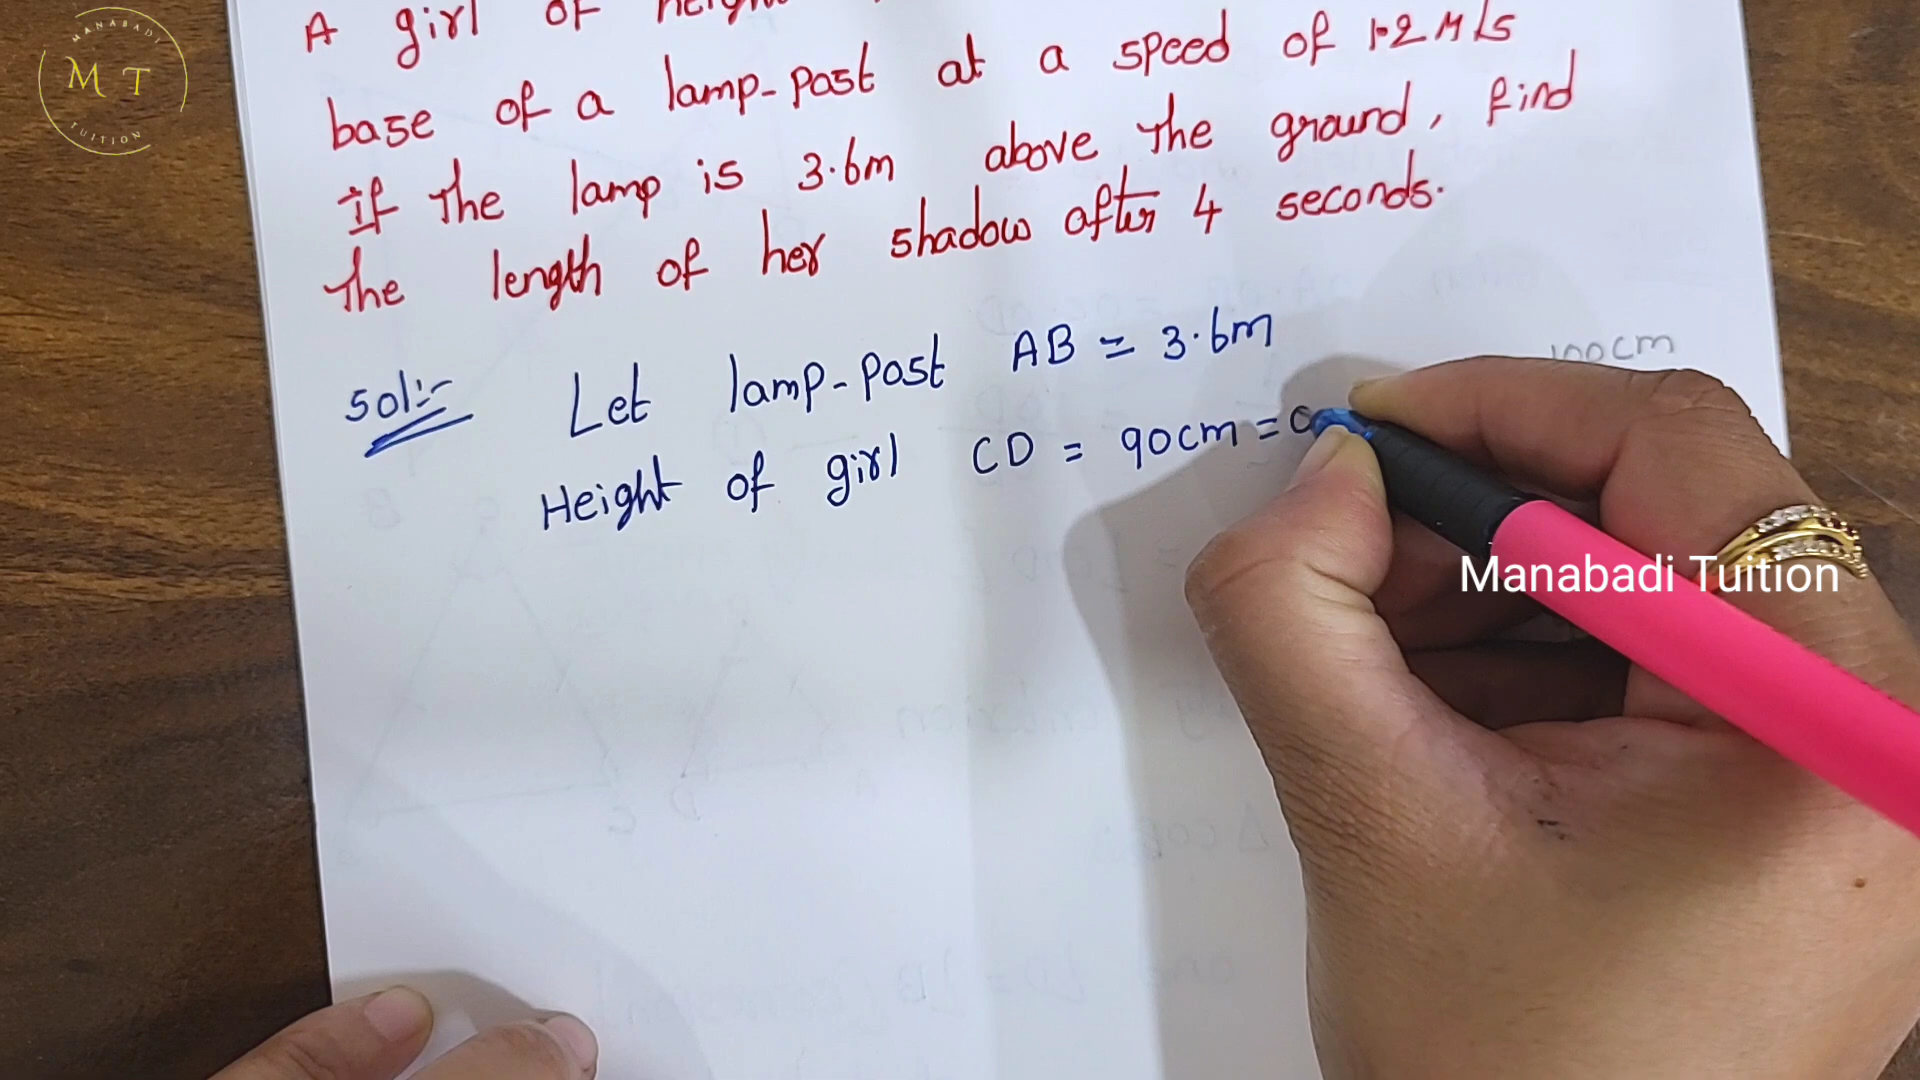 MANABADI
M T
TUITION
A girl of heigh
base of a lamp-post at a speed of 1.2 M/s
if the lamp is 3.6m above the ground, find
the length of her shadow after 4 seconds.
Sol:-
Let lamp-post AB = 3.6m
100cm
Height of girl CD = 90cm = 0
Manabadi Tuition